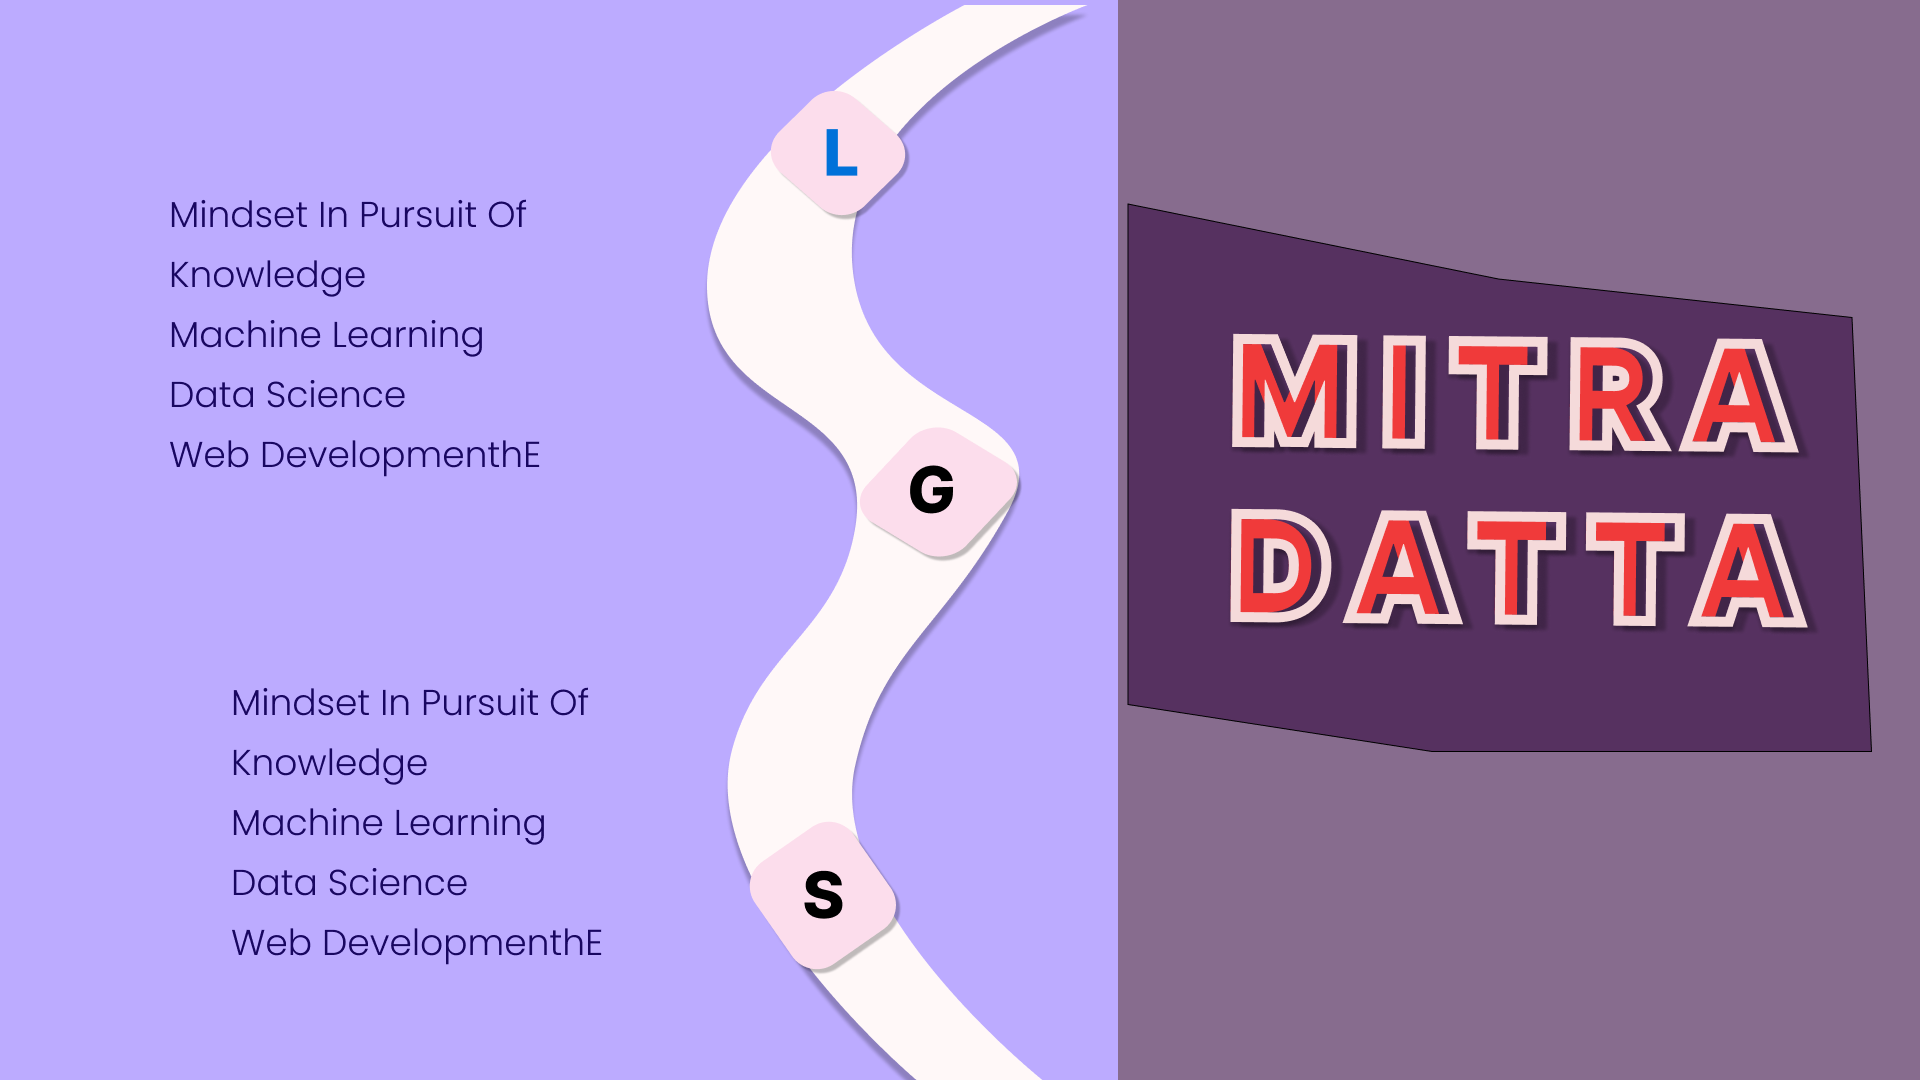 L
Mindset In Pursuit Of
Knowledge
Machine Learning
Data Science
Web DevelopmenthE
G
Mindset In Pursuit Of
Knowledge
Machine Learning
Data Science
Web DevelopmenthE
S
MITRA
DATTA